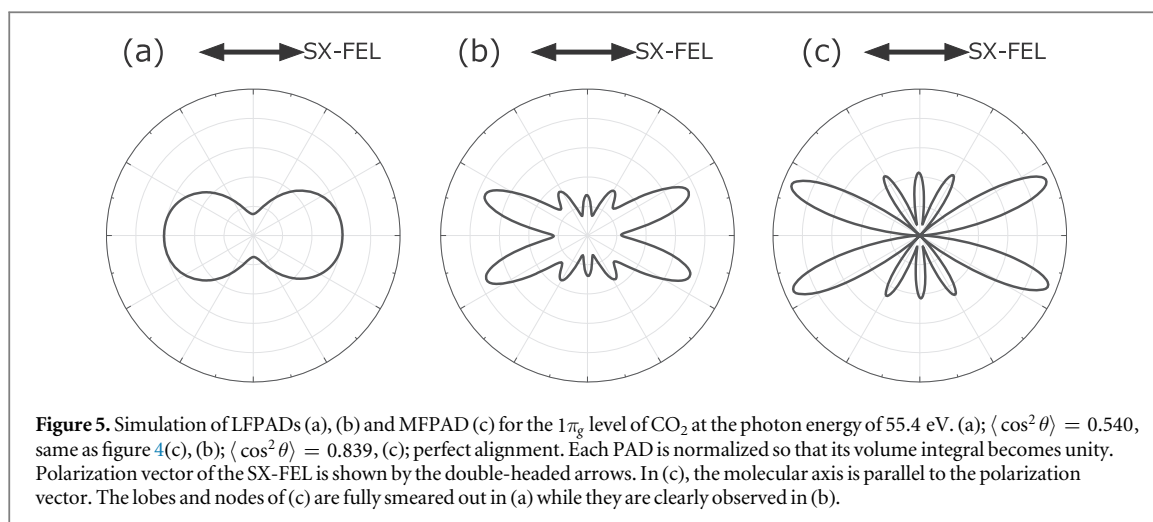 (a) SX-FEL (b) SX-FEL (c) SX-FEL
Figure 5. Simulation of LFPADs (a), (b) and MFPAD (c) for the 1πg level of CO2 at the photon energy of 55.4 eV. (a); ⟨cos² θ⟩ = 0.540,
same as figure 4(c), (b); ⟨cos² θ⟩ = 0.839, (c); perfect alignment. Each PAD is normalized so that its volume integral becomes unity.
Polarization vector of the SX-FEL is shown by the double-headed arrows. In (c), the molecular axis is parallel to the polarization
vector. The lobes and nodes of (c) are fully smeared out in (a) while they are clearly observed in (b).